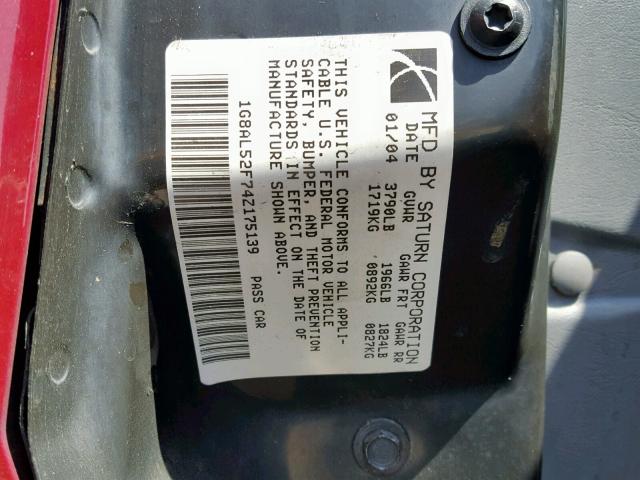 MFD BY SATURN CORPORATION
DATE GVWR GAWR FRT GAWR RR
01/04 3790LB 1966LB 1824LB
1719KG 0892KG 0827KG
THIS VEHICLE CONFORMS TO ALL APPLI-
CABLE U.S. FEDERAL MOTOR VEHICLE
SAFETY, BUMPER, AND THEFT PREVENTION
STANDARDS IN EFFECT ON THE DATE OF
MANUFACTURE SHOWN ABOVE.
1G8AL52F74Z175139 PASS CAR